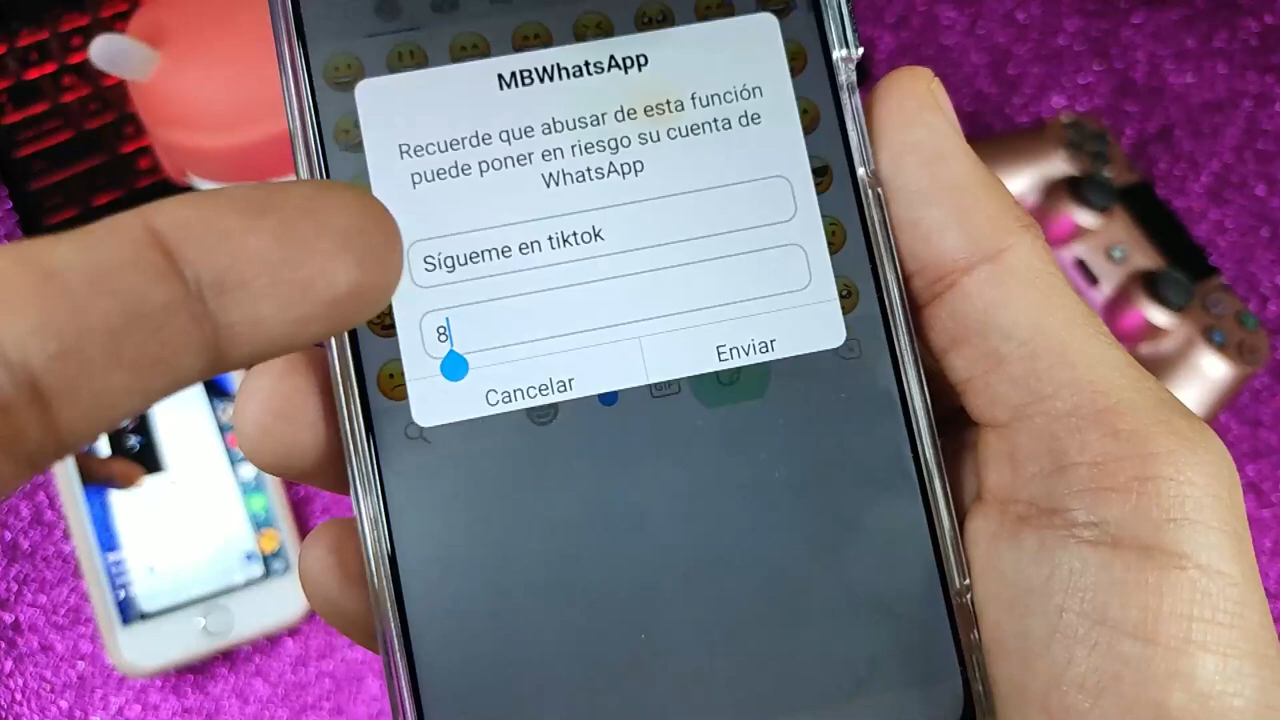 MBWhatsApp
Recuerde que abusar de esta función
puede poner en riesgo su cuenta de
WhatsApp
Sígueme en tiktok
8
Cancelar
Enviar
GIF